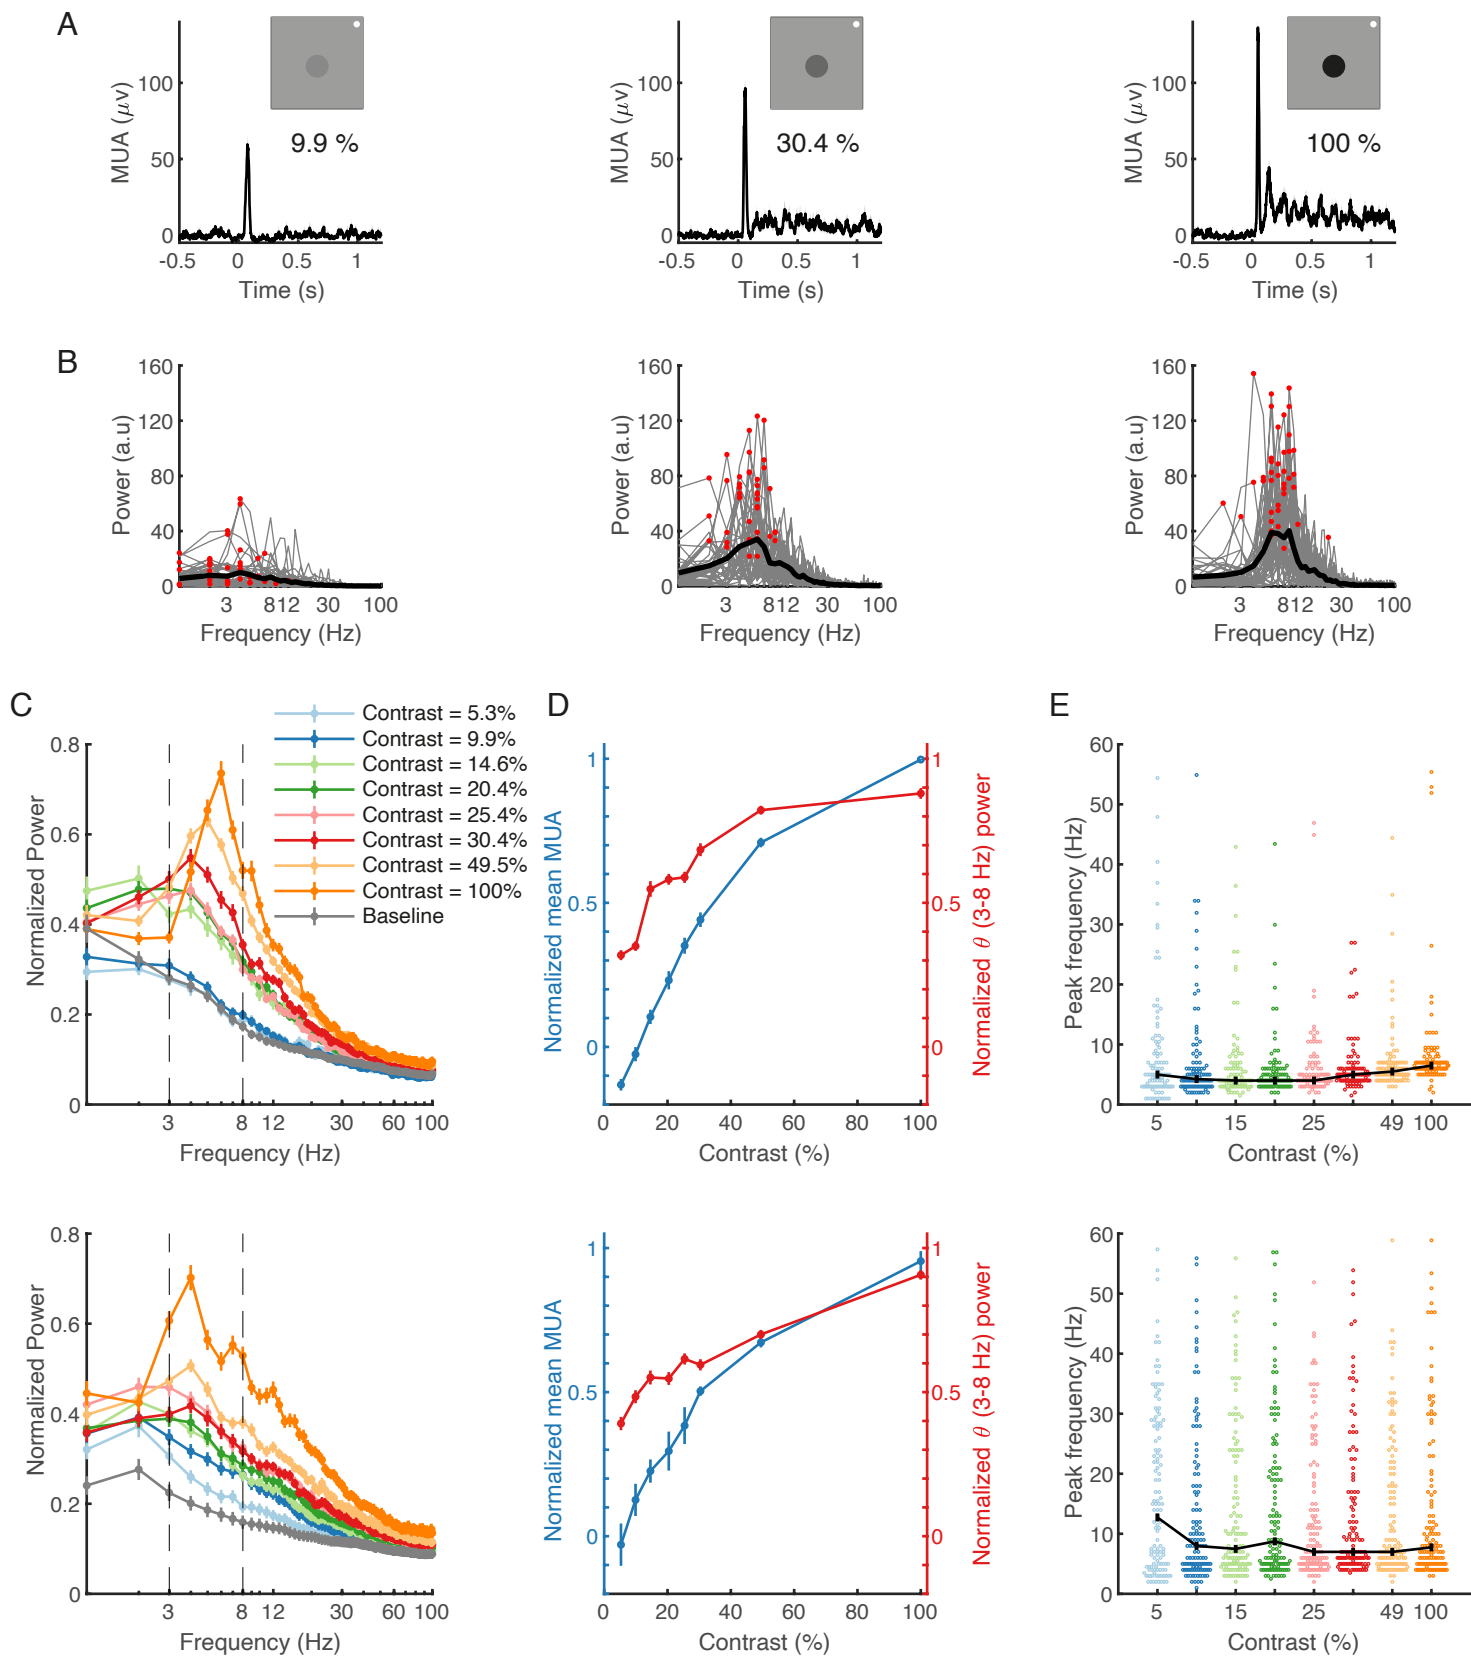 A
MUA (μv)
100
50
0
-0.5 0 0.5 1
Time (s)
9.9 %
MUA (μv)
100
50
0
-0.5 0 0.5 1
Time (s)
30.4 %
MUA (μv)
100
50
0
-0.5 0 0.5 1
Time (s)
100 %
B
Power (a.u)
160
120
80
40
0
3 8 12 30 100
Frequency (Hz)
Power (a.u)
160
120
80
40
0
3 8 12 30 100
Frequency (Hz)
Power (a.u)
160
120
80
40
0
3 8 12 30 100
Frequency (Hz)
C
Contrast = 5.3%
Contrast = 9.9%
Contrast = 14.6%
Contrast = 20.4%
Contrast = 25.4%
Contrast = 30.4%
Contrast = 49.5%
Contrast = 100%
Baseline
Normalized Power
0.8
0.6
0.4
0.2
0
3 8 12 30 60 100
Frequency (Hz)
D
Normalized mean MUA
1
0.5
0
0 20 40 60 80 100
Contrast (%)
1
0.5
0
Normalized θ (3-8 Hz) power
E
Peak frequency (Hz)
60
50
40
30
20
10
0
5 15 25 49 100
Contrast (%)
Normalized Power
0.8
0.6
0.4
0.2
0
3 8 12 30 60 100
Frequency (Hz)
Normalized mean MUA
1
0.5
0
0 20 40 60 80 100
Contrast (%)
1
0.5
0
Normalized θ (3-8 Hz) power
Peak frequency (Hz)
60
50
40
30
20
10
0
5 15 25 49 100
Contrast (%)